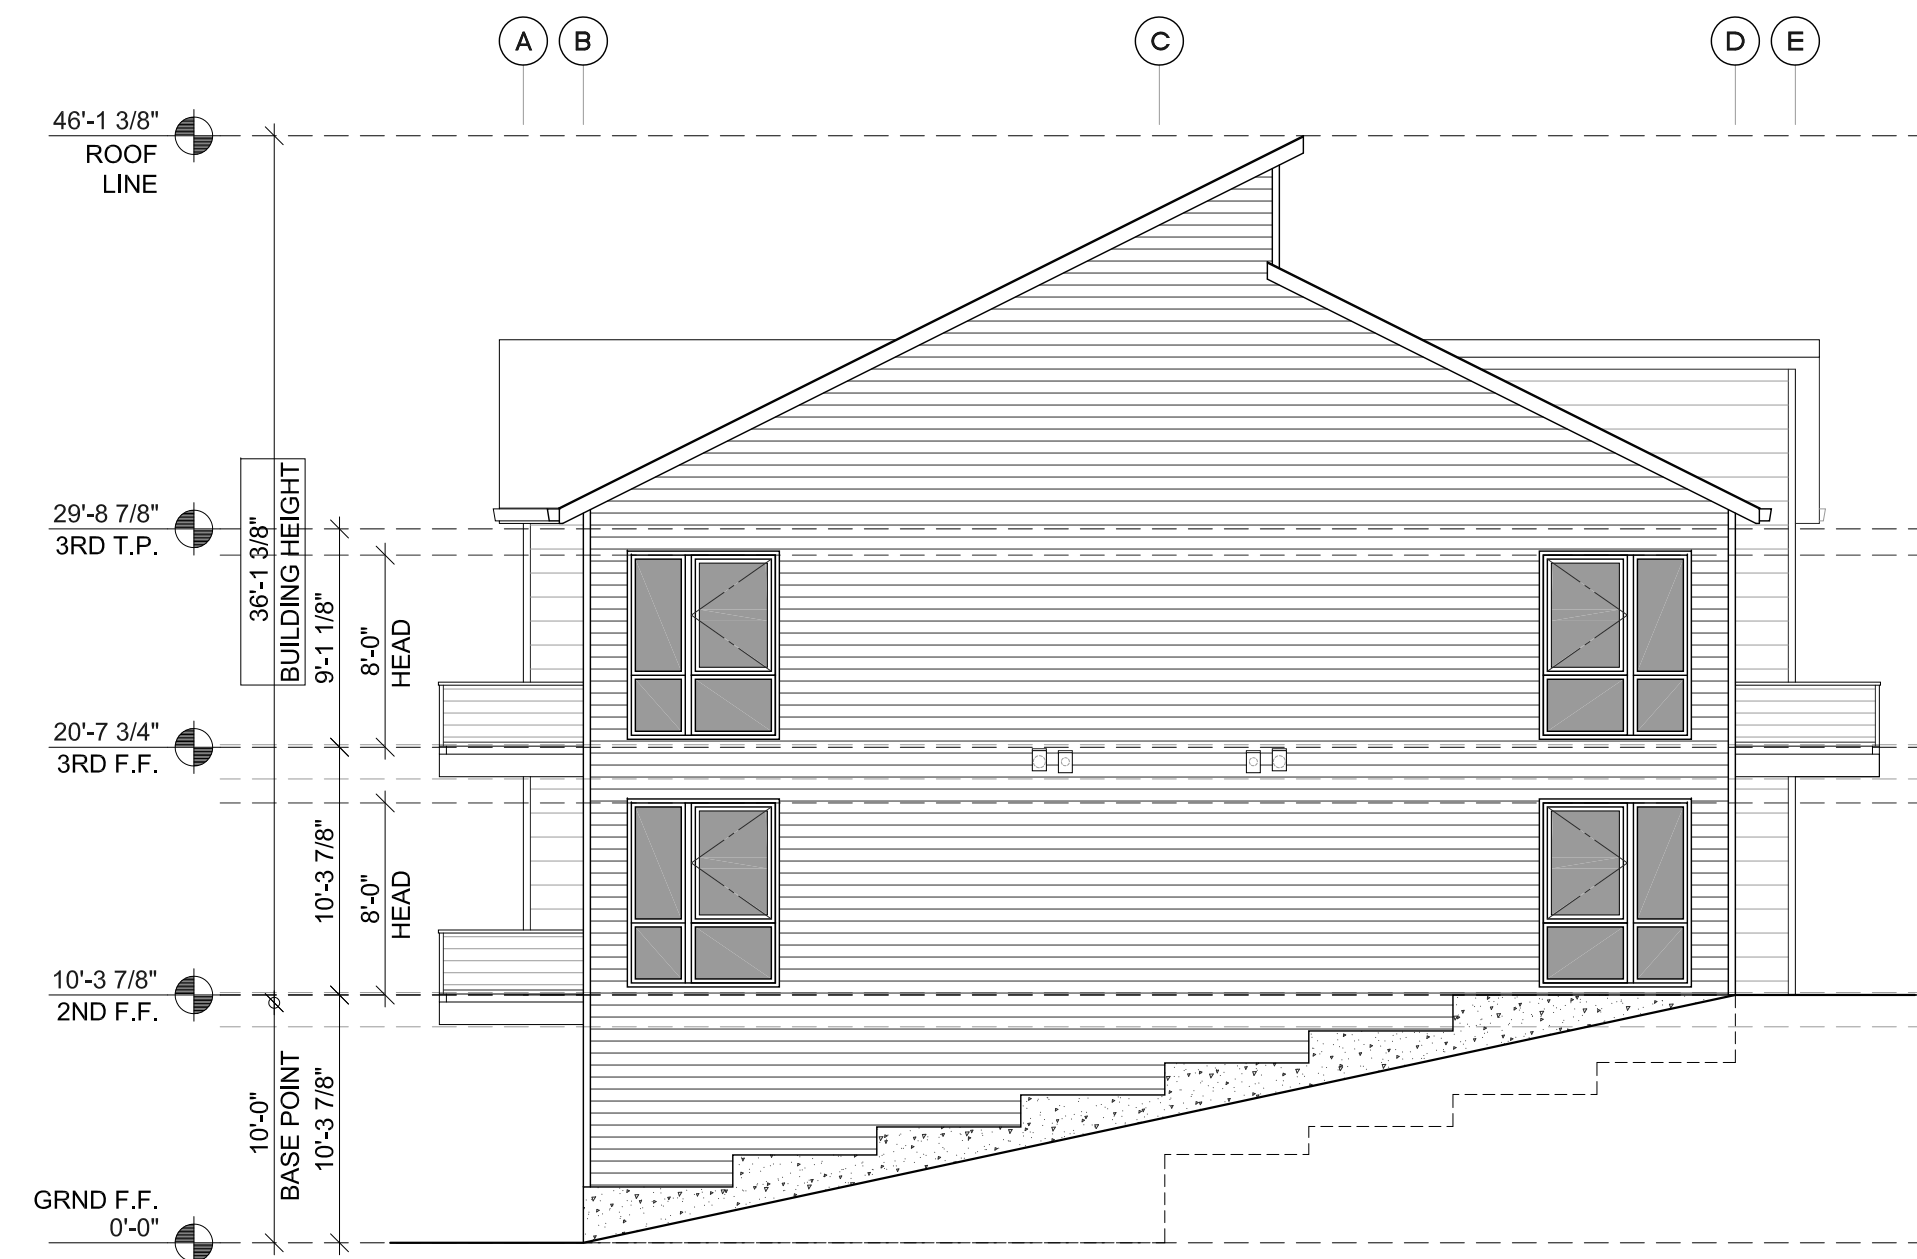 A B C D E
46'-1 3/8"
ROOF
LINE
29'-8 7/8"
3RD T.P.
36'-1 3/8"
BUILDING HEIGHT
9'-1 1/8"
8'-0"
HEAD
20'-7 3/4"
3RD F.F.
10'-3 7/8"
8'-0"
HEAD
10'-3 7/8"
2ND F.F.
10'-0"
BASE POINT
10'-3 7/8"
GRND F.F.
0'-0"